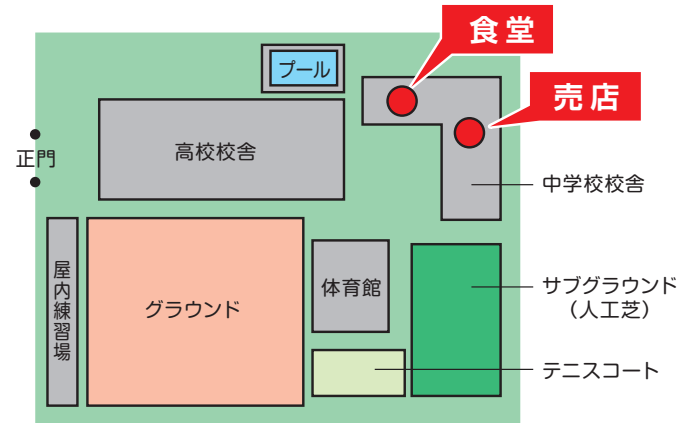 食堂
プール
売店
高校校舎
正門
中学校校舎
屋内練習場
グラウンド
体育館
サブグラウンド
（人工芝）
テニスコート